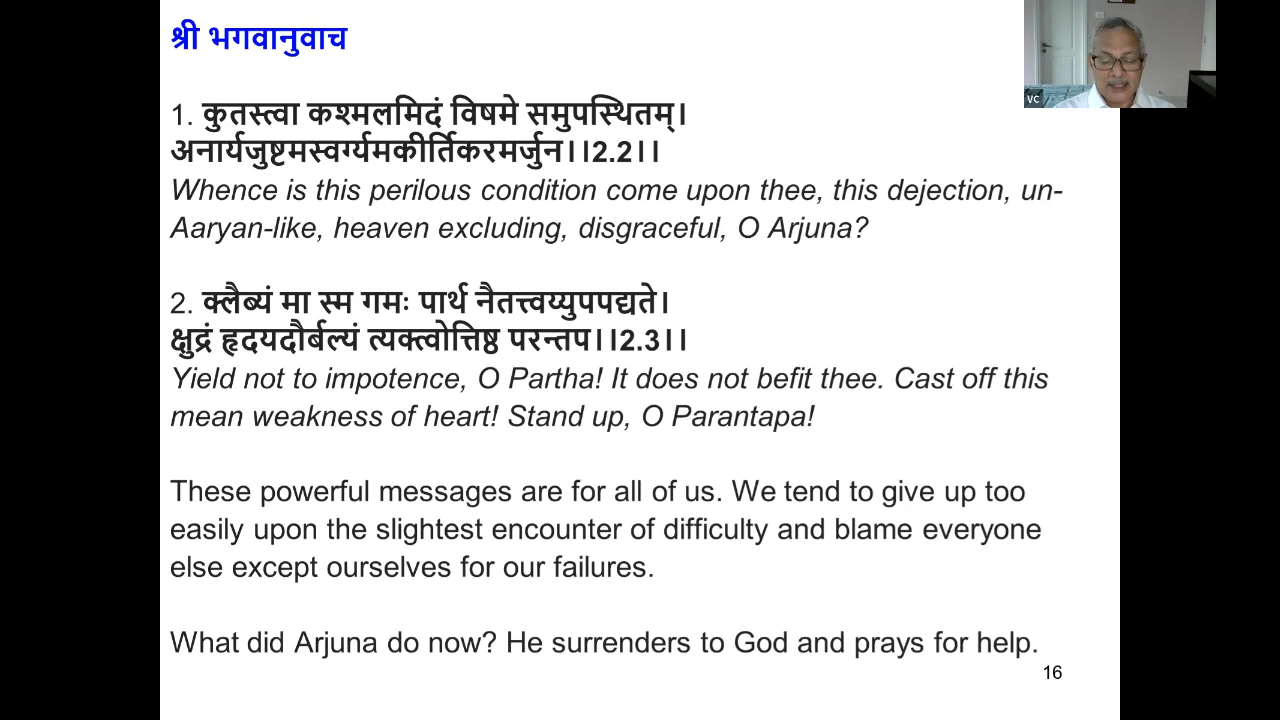 श्री भगवानुवाच
1. कुतस्त्वा कश्मलमिदं विषमे समुपस्थितम्।
अनार्यजुष्टमस्वर्ग्यमकीर्तिकरमर्जुन।।2.2।।
Whence is this perilous condition come upon thee, this dejection, un-
Aaryan-like, heaven excluding, disgraceful, O Arjuna?
2. क्लैब्यं मा स्म गमः पार्थ नैतत्त्वय्युपपद्यते।
क्षुद्रं हृदयदौर्बल्यं त्यक्त्वोत्तिष्ठ परन्तप।।2.3।।
Yield not to impotence, O Partha! It does not befit thee. Cast off this
mean weakness of heart! Stand up, O Parantapa!
These powerful messages are for all of us. We tend to give up too
easily upon the slightest encounter of difficulty and blame everyone
else except ourselves for our failures.
What did Arjuna do now? He surrenders to God and prays for help.
16
VC